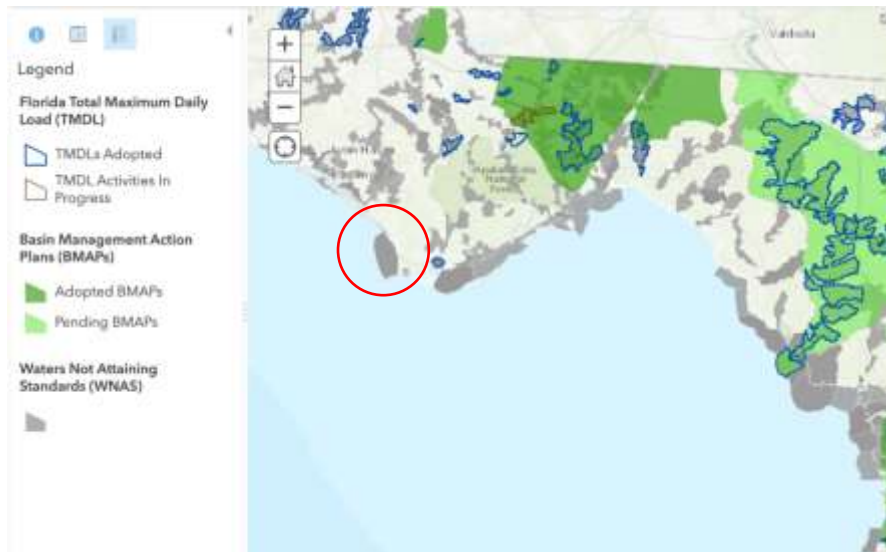 Legend
Florida Total Maximum Daily
Load (TMDL)
TMDLs Adopted
TMDL Activities In
Progress
Basin Management Action
Plans (BMAPs)
Adopted BMAPs
Pending BMAPs
Waters Not Attaining
Standards (WNAS)
Valdosta